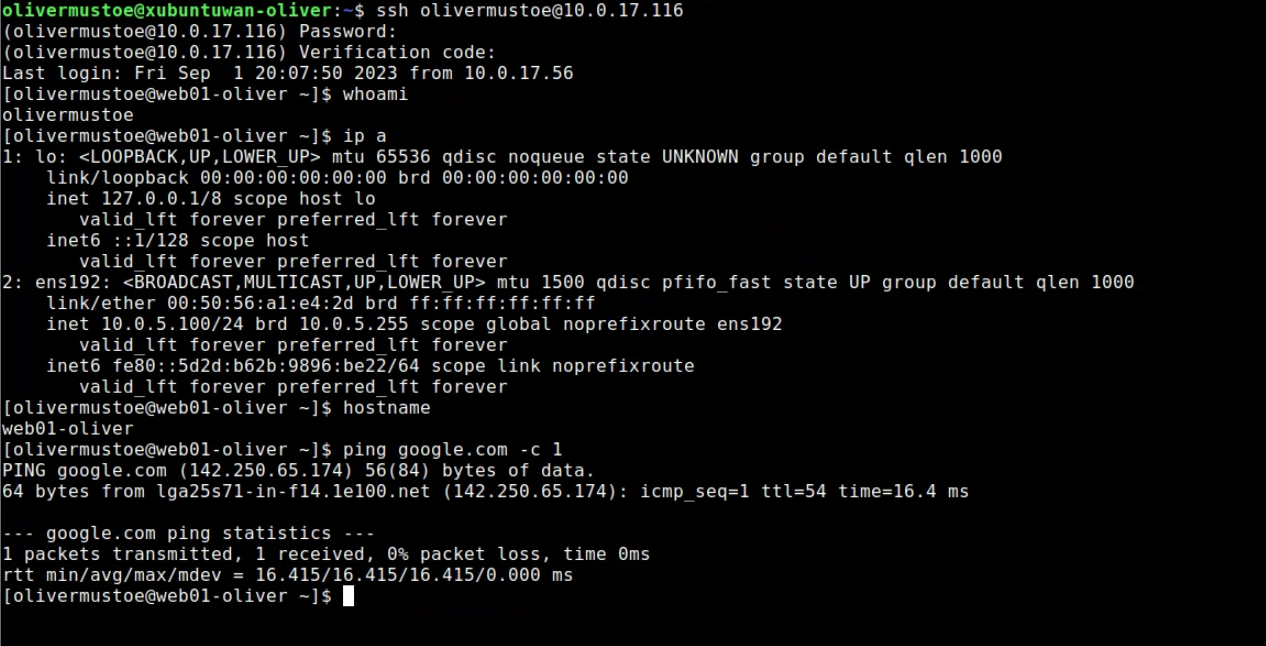 olivermustoe@xubuntuwan-oliver:~$ ssh olivermustoe@10.0.17.116
(olivermustoe@10.0.17.116) Password:
(olivermustoe@10.0.17.116) Verification code:
Last login: Fri Sep  1 20:07:50 2023 from 10.0.17.56
[olivermustoe@web01-oliver ~]$ whoami
olivermustoe
[olivermustoe@web01-oliver ~]$ ip a
1: lo: <LOOPBACK,UP,LOWER_UP> mtu 65536 qdisc noqueue state UNKNOWN group default qlen 1000
    link/loopback 00:00:00:00:00:00 brd 00:00:00:00:00:00
    inet 127.0.0.1/8 scope host lo
       valid_lft forever preferred_lft forever
    inet6 ::1/128 scope host
       valid_lft forever preferred_lft forever
2: ens192: <BROADCAST,MULTICAST,UP,LOWER_UP> mtu 1500 qdisc pfifo_fast state UP group default qlen 1000
    link/ether 00:50:56:a1:e4:2d brd ff:ff:ff:ff:ff:ff
    inet 10.0.5.100/24 brd 10.0.5.255 scope global noprefixroute ens192
       valid_lft forever preferred_lft forever
    inet6 fe80::5d2d:b62b:9896:be22/64 scope link noprefixroute
       valid_lft forever preferred_lft forever
[olivermustoe@web01-oliver ~]$ hostname
web01-oliver
[olivermustoe@web01-oliver ~]$ ping google.com -c 1
PING google.com (142.250.65.174) 56(84) bytes of data.
64 bytes from lga25s71-in-f14.1e100.net (142.250.65.174): icmp_seq=1 ttl=54 time=16.4 ms

--- google.com ping statistics ---
1 packets transmitted, 1 received, 0% packet loss, time 0ms
rtt min/avg/max/mdev = 16.415/16.415/16.415/0.000 ms
[olivermustoe@web01-oliver ~]$